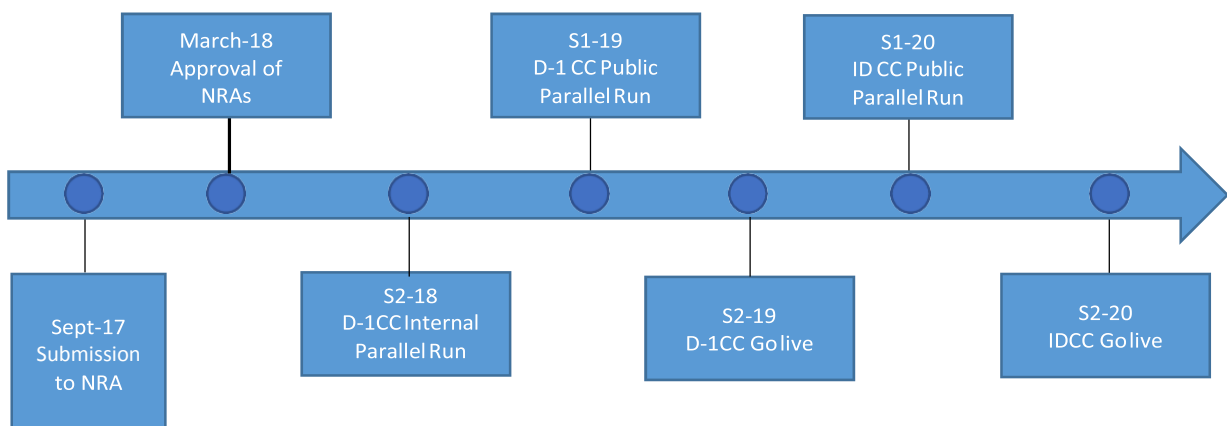 March-18
Approval of
NRAs
S1-19
D-1 CC Public
Parallel Run
S1-20
ID CC Public
Parallel Run
Sept-17
Submission
to NRA
S2-18
D-1CC Internal
Parallel Run
S2-19
D-1CC Go live
S2-20
IDCC Go live